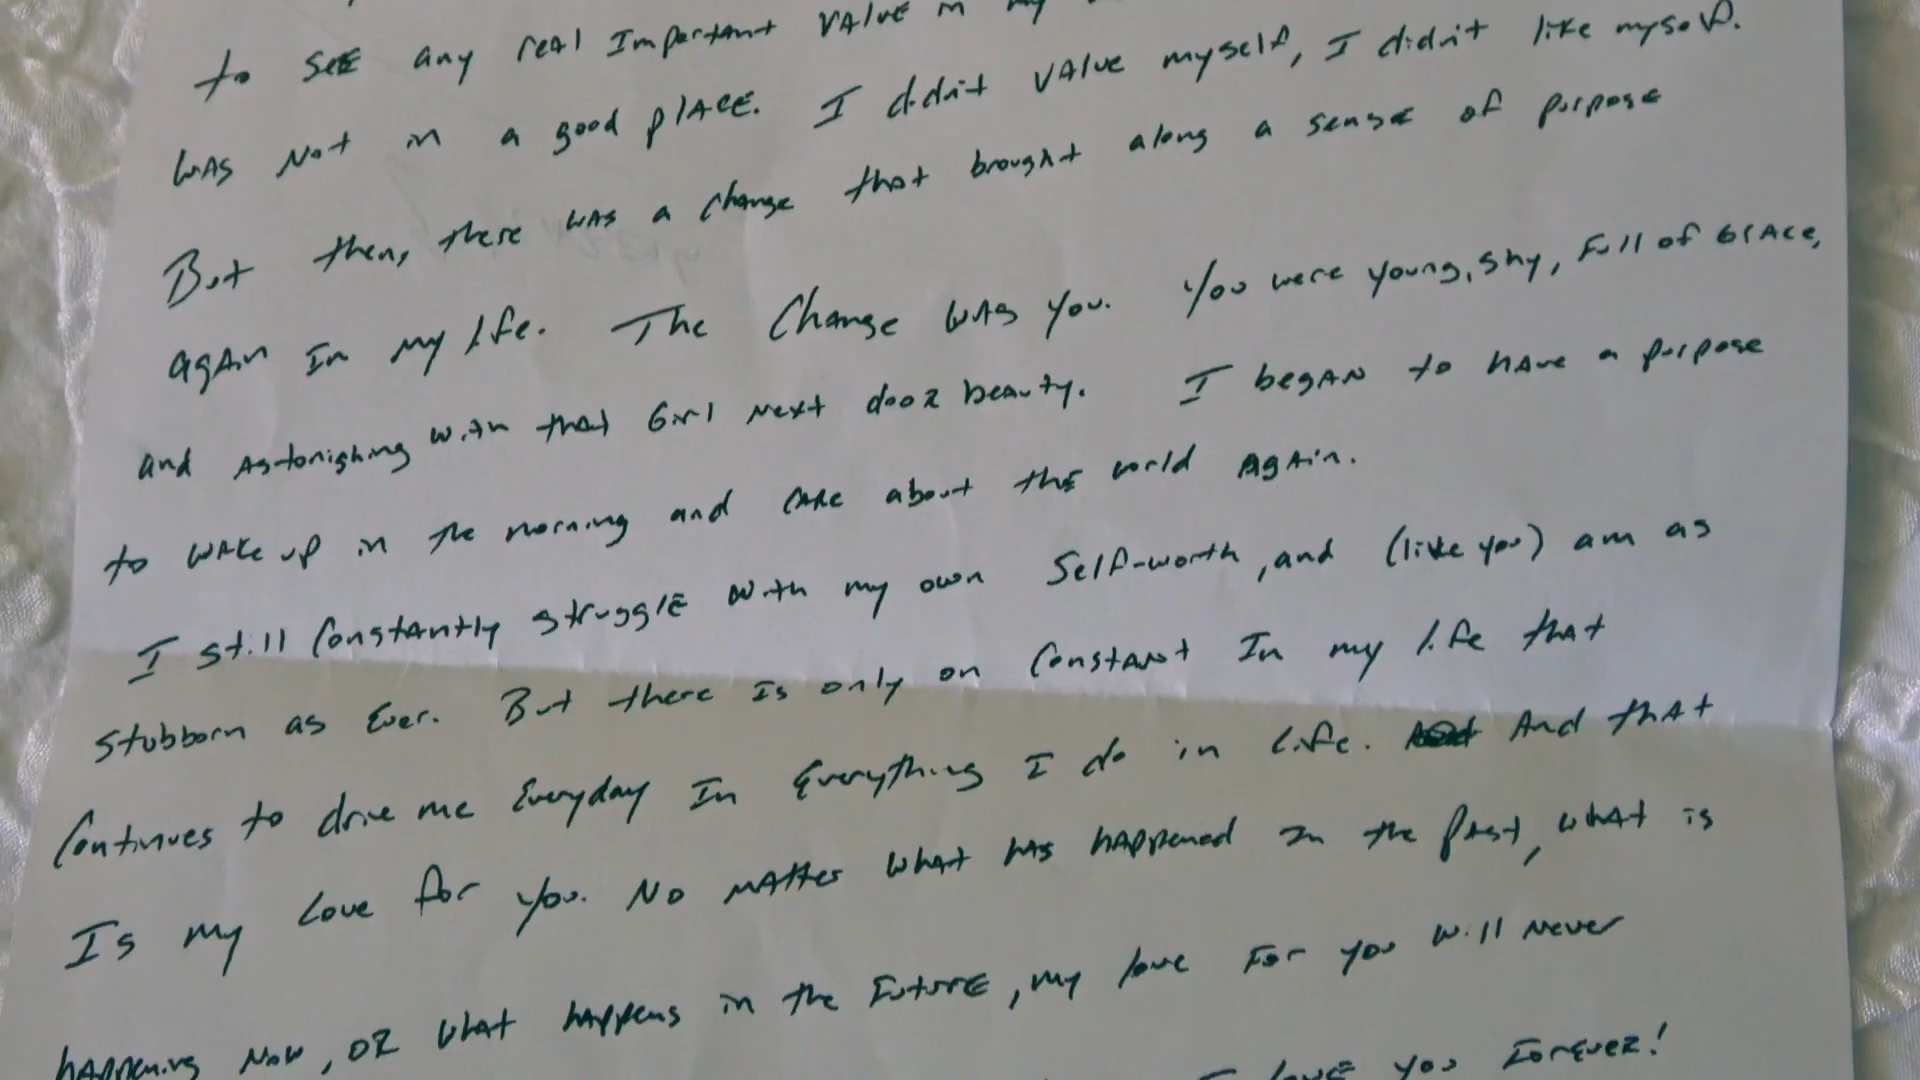 to see any real Important value in my
was not in a good place. I didn't value myself, I didn't like myself.
But then, there was a change that brought along a sense of purpose
again In my life. The Change was you. You were young, shy, full of grace,
and Astonishing with that Girl next door beauty. I began to have a purpose
to wake up in the morning and care about the world Again.
I still Constantly struggle with my own Self-worth, and (like you) am as
stubborn as Ever. But there Is only on Constant In my life that
Continues to drive me Everyday In Everything I do in life. And that
Is my Love for you. No matter what has happened In the Past, what is
happening Now, or what happens in the Future, my love For you will Never
love you Forever!